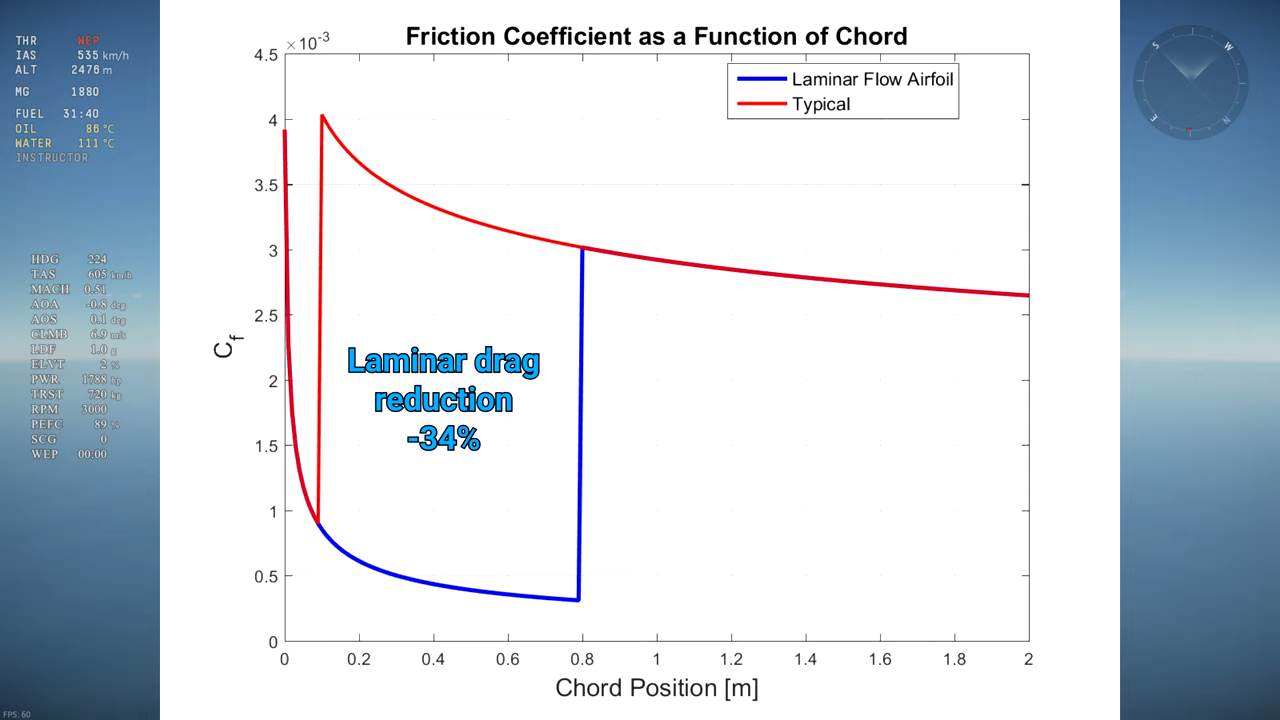 THR WEP
IAS 535 km/h
ALT 2476 m
MG 1880
FUEL 31:40
OIL 86 °C
WATER 111 °C
INSTRUCTOR
HDG 224
TAS 605 km/h
MACH 0.51
AOA -0.8 deg
AOS 0.1 deg
CLMB 6.9 m/s
LDF 1.0 g
ELVT 2 %
PWR 1788 hp
TRST 720 kg
RPM 3000
PEFC 89 %
SCG 0
WEP 00:00
FPS: 60
Friction Coefficient as a Function of Chord
×10⁻³
Laminar Flow Airfoil
Typical
4.5
4
3.5
3
2.5
2
1.5
1
0.5
0
C_f
Laminar drag
reduction
-34%
0 0.2 0.4 0.6 0.8 1 1.2 1.4 1.6 1.8 2
Chord Position [m]
S W
E N